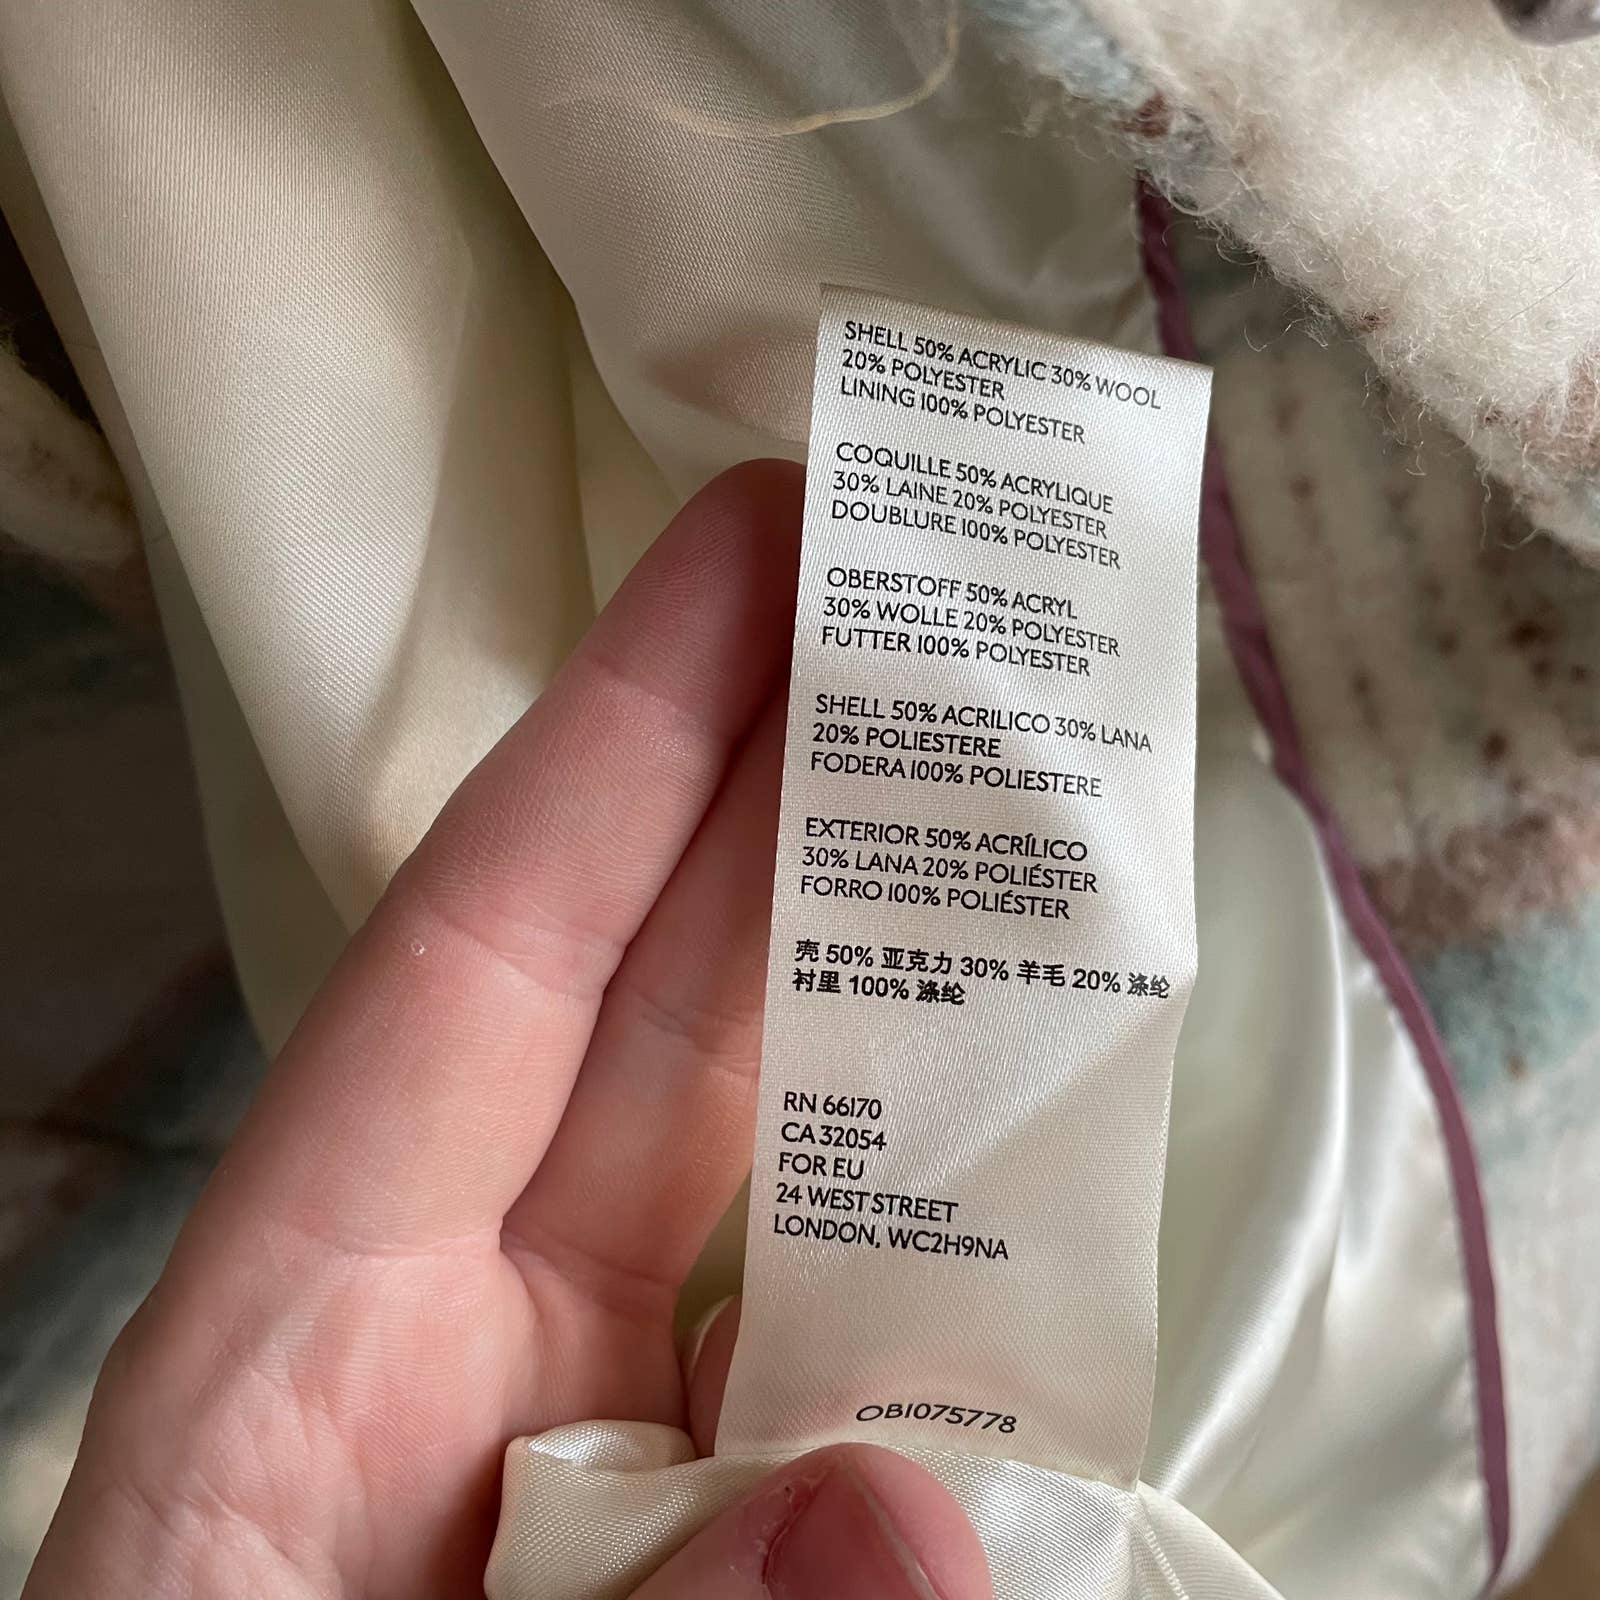 SHELL 50% ACRYLIC 30% WOOL
20% POLYESTER
LINING 100% POLYESTER
COQUILLE 50% ACRYLIQUE
30% LAINE 20% POLYESTER
DOUBLURE 100% POLYESTER
OBERSTOFF 50% ACRYL
30% WOLLE 20% POLYESTER
FUTTER 100% POLYESTER
SHELL 50% ACRILICO 30% LANA
20% POLIESTERE
FODERA 100% POLIESTERE
EXTERIOR 50% ACRÍLICO
30% LANA 20% POLIÉSTER
FORRO 100% POLIÉSTER
壳 50% 亚克力 30% 羊毛 20% 涤纶
衬里 100% 涤纶
RN 66170
CA 32054
FOR EU
24 WEST STREET
LONDON, WC2H9NA
OB1075778